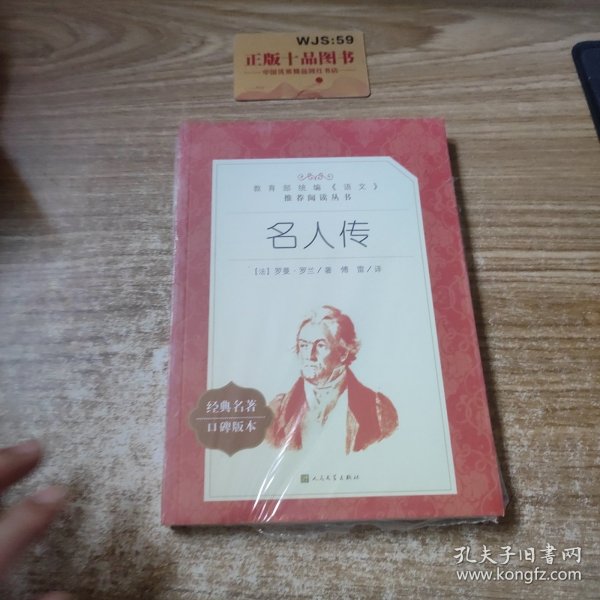 WJS:59
正版十品图书
中国优质精品网红书店
教育部统编《语文》
推荐阅读丛书
名人传
[法]罗曼·罗兰/著 傅 雷/译
经典名著
口碑版本
人民文学出版社
孔夫子旧书网
www.kongfz.com